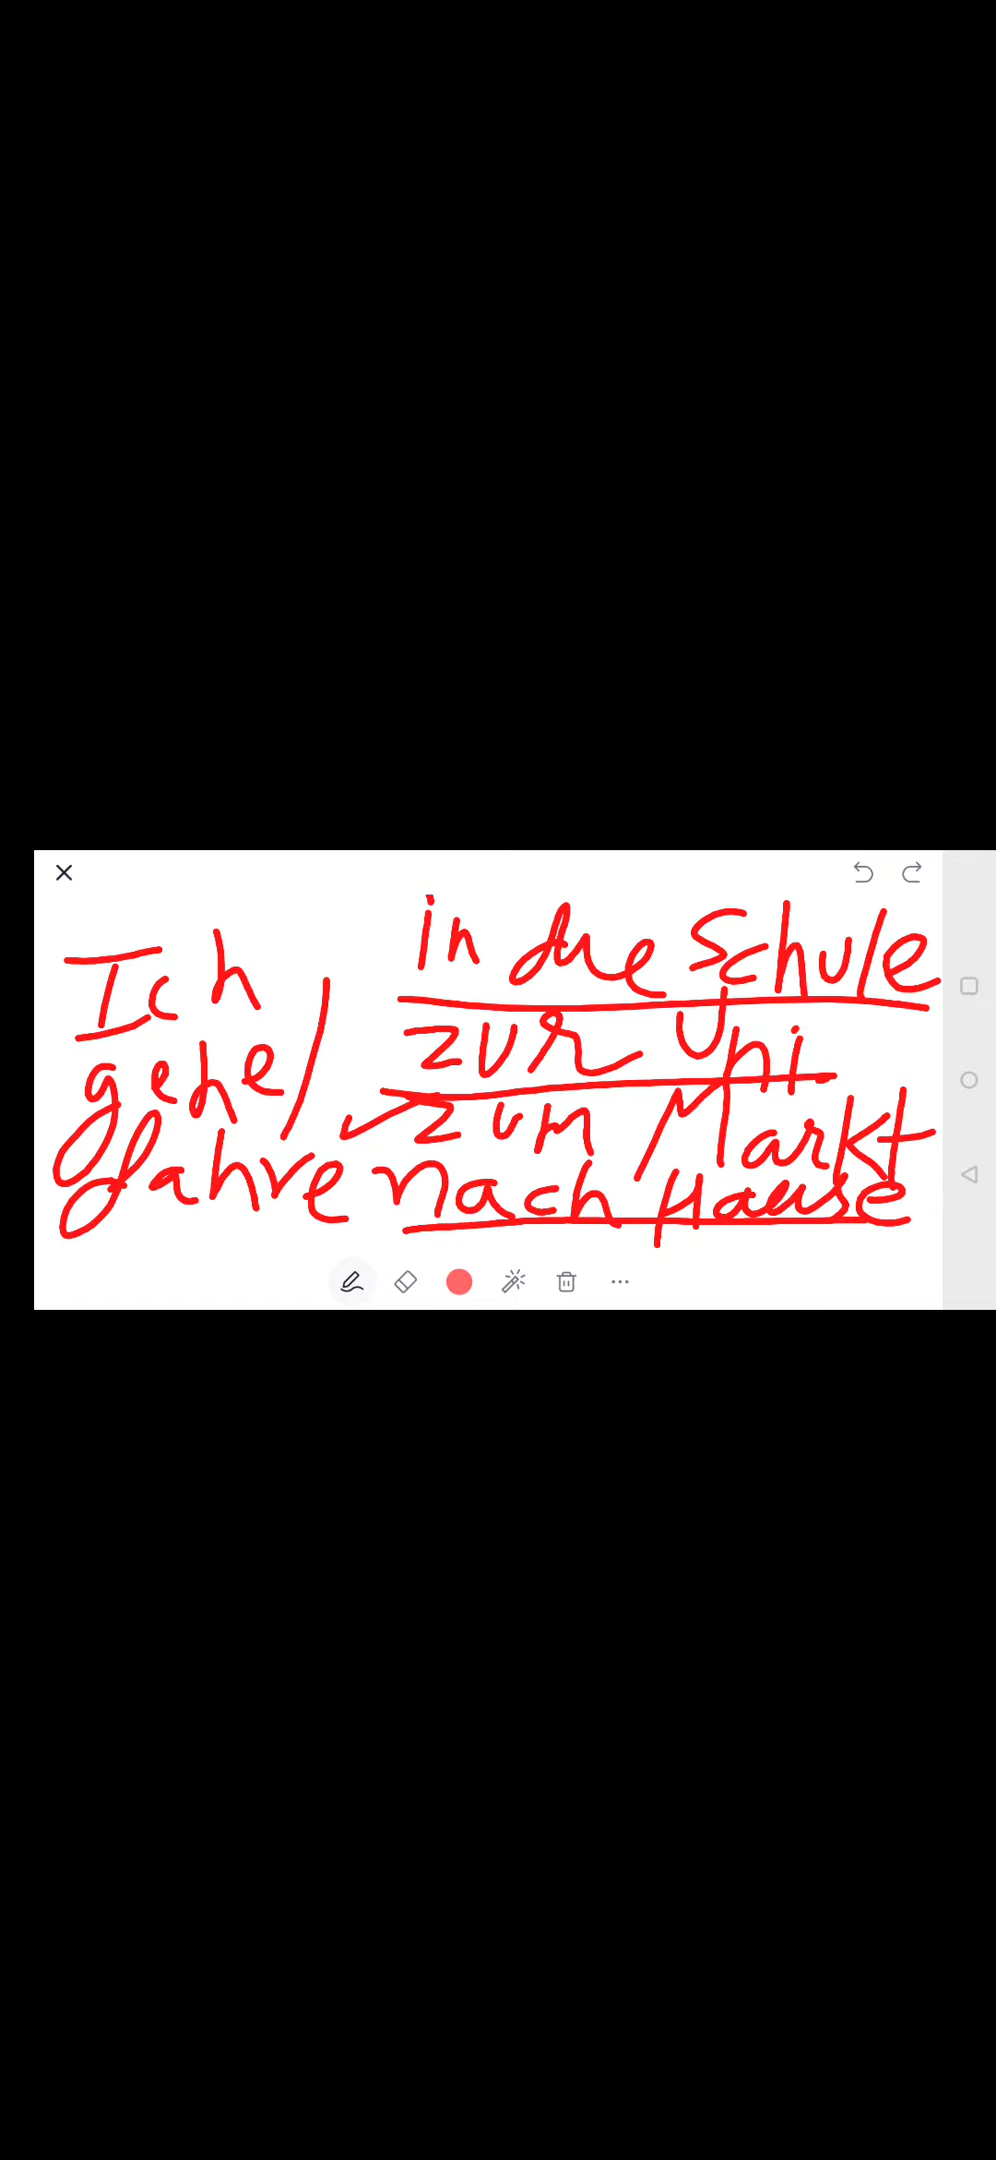 Ich
gehe/
fahre
in die Schule
zur Uni
zum Markt
nach Hause